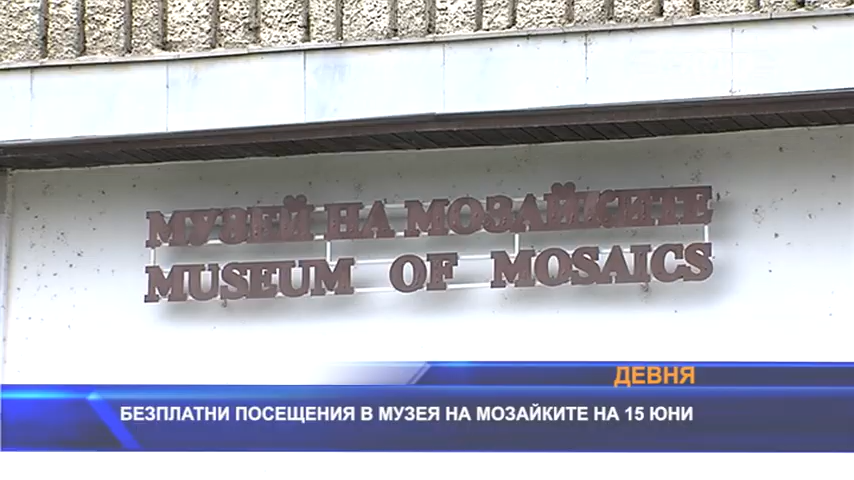 МУЗЕЙ НА МОЗАЙКИТЕ
MUSEUM OF MOSAICS
ДЕВНЯ
БЕЗПЛАТНИ ПОСЕЩЕНИЯ В МУЗЕЯ НА МОЗАЙКИТЕ НА 15 ЮНИ